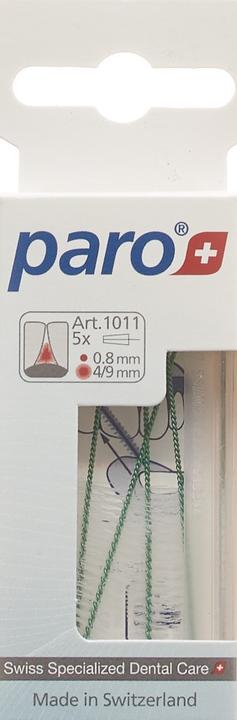 paro®
Art.1011
5x
0.8 mm
4/9 mm
Swiss Specialized Dental Care
Made in Switzerland